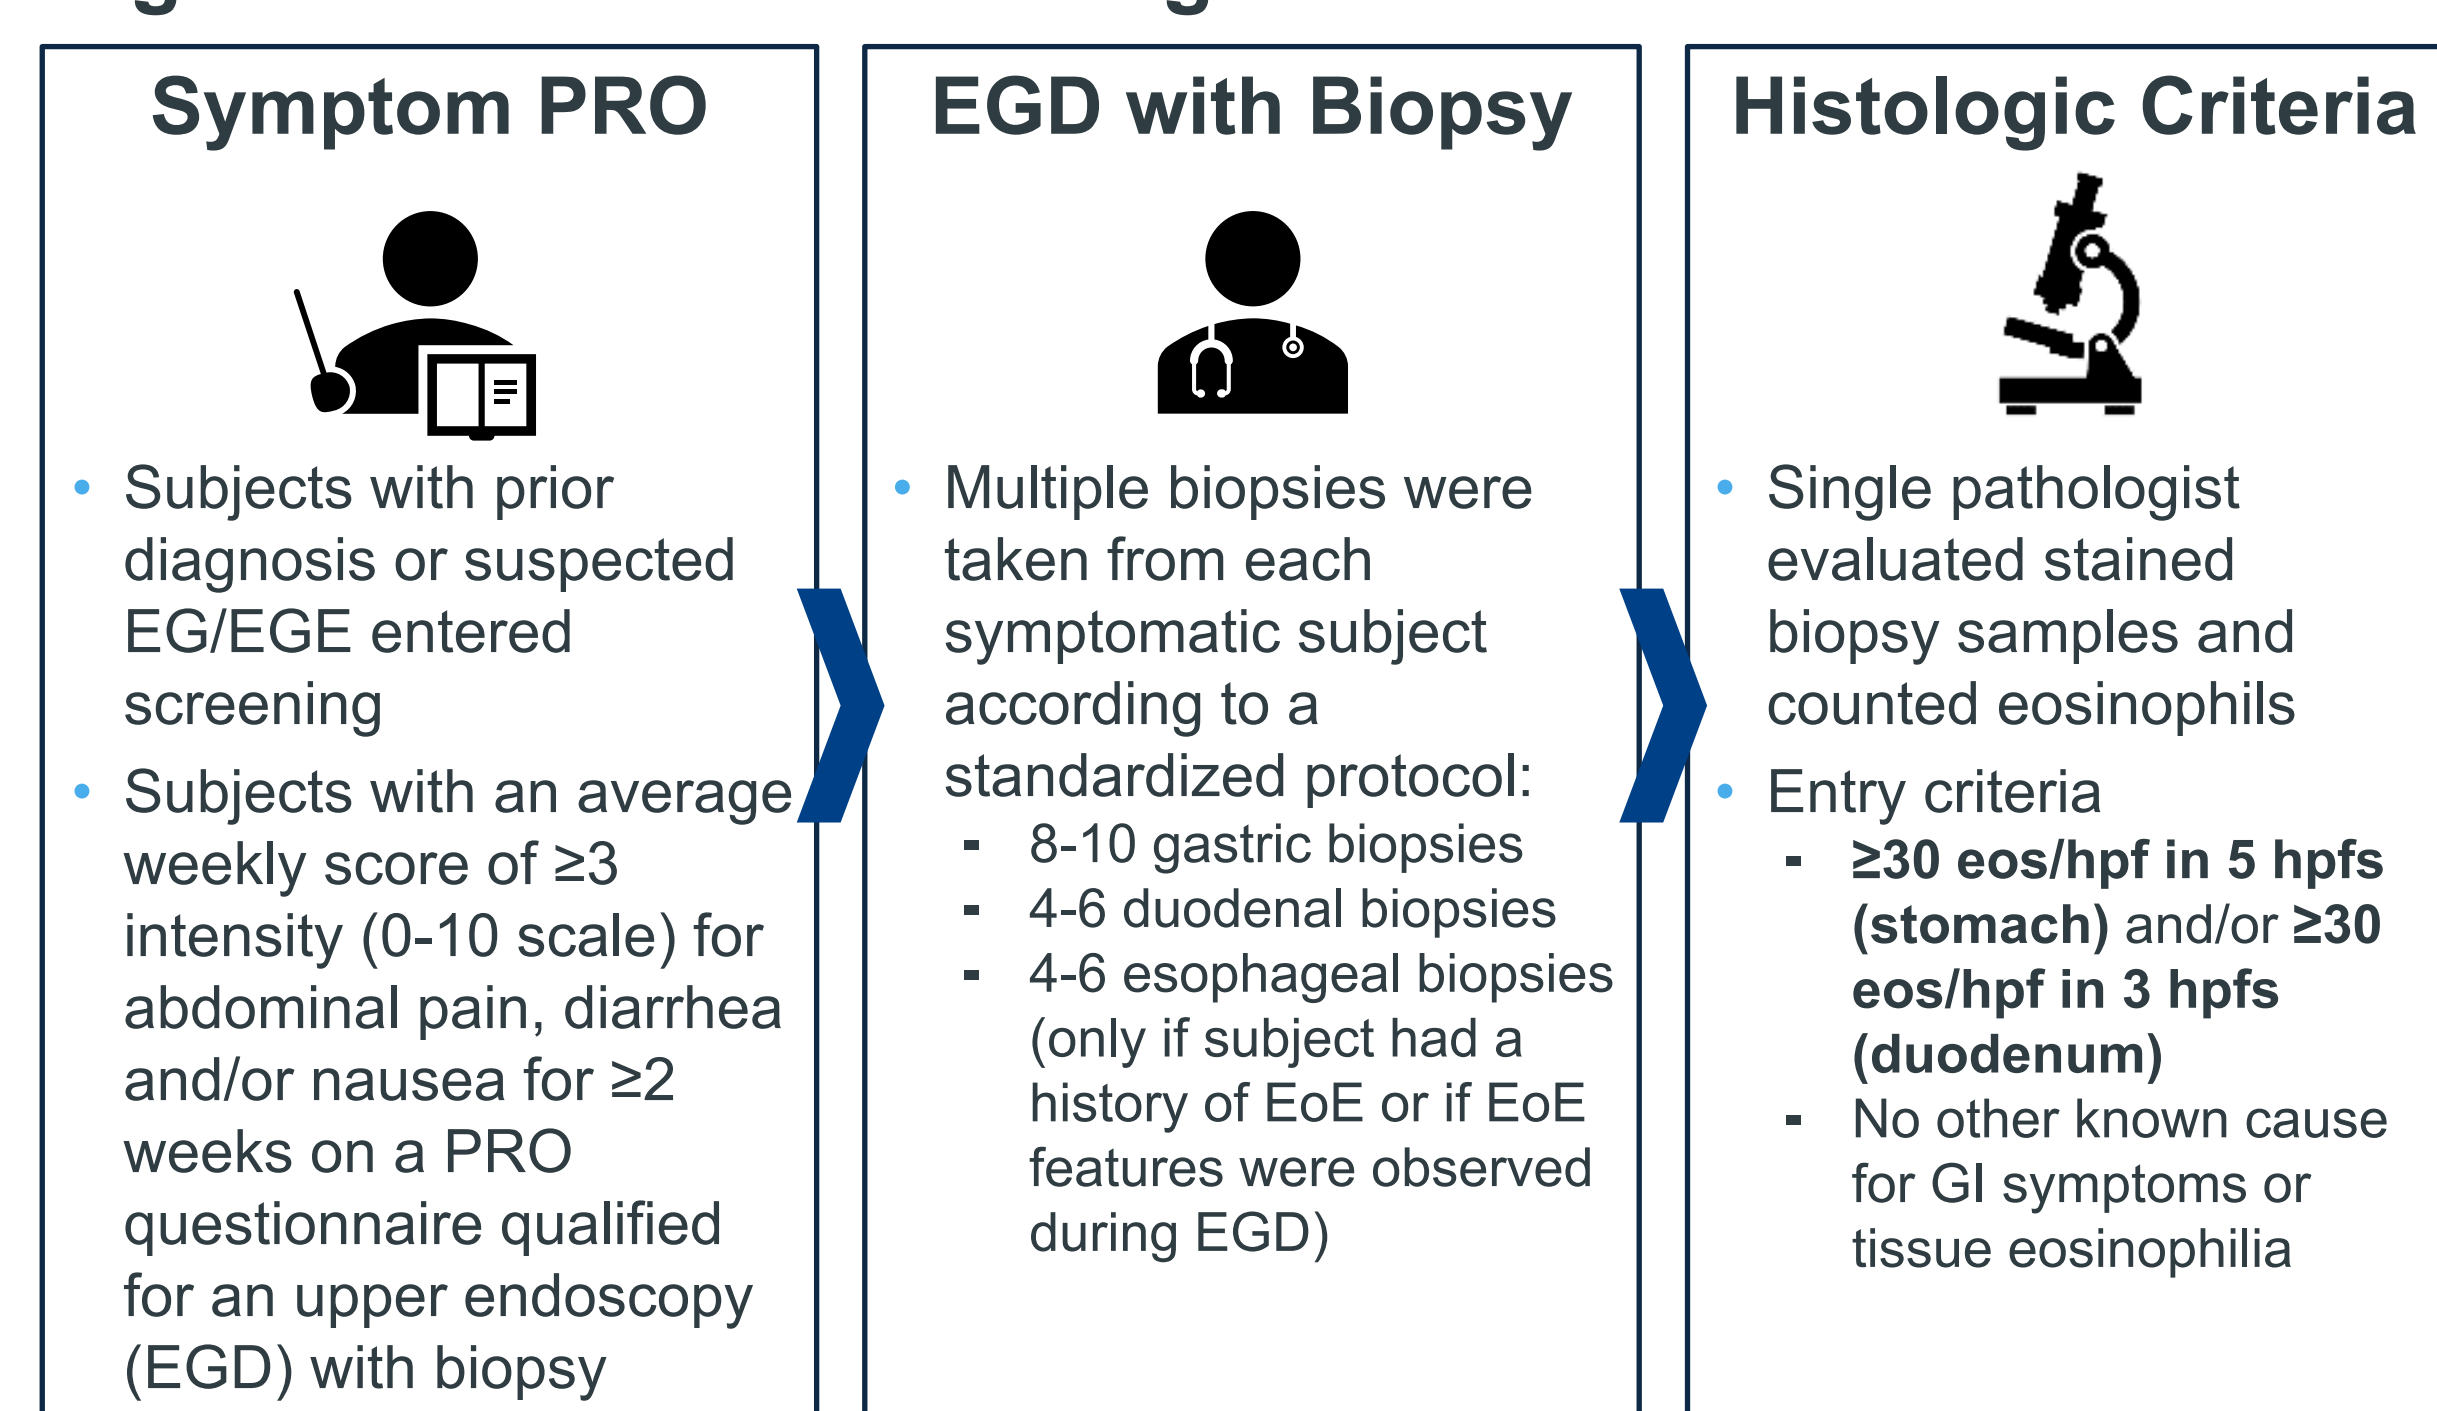 Symptom PRO
• Subjects with prior
diagnosis or suspected
EG/EGE entered
screening
• Subjects with an average
weekly score of ≥3
intensity (0-10 scale) for
abdominal pain, diarrhea
and/or nausea for ≥2
weeks on a PRO
questionnaire qualified
for an upper endoscopy
(EGD) with biopsy
EGD with Biopsy
• Multiple biopsies were
taken from each
symptomatic subject
according to a
standardized protocol:
- 8-10 gastric biopsies
- 4-6 duodenal biopsies
- 4-6 esophageal biopsies
(only if subject had a
history of EoE or if EoE
features were observed
during EGD)
Histologic Criteria
• Single pathologist
evaluated stained
biopsy samples and
counted eosinophils
• Entry criteria
- ≥30 eos/hpf in 5 hpfs
(stomach) and/or ≥30
eos/hpf in 3 hpfs
(duodenum)
- No other known cause
for GI symptoms or
tissue eosinophilia